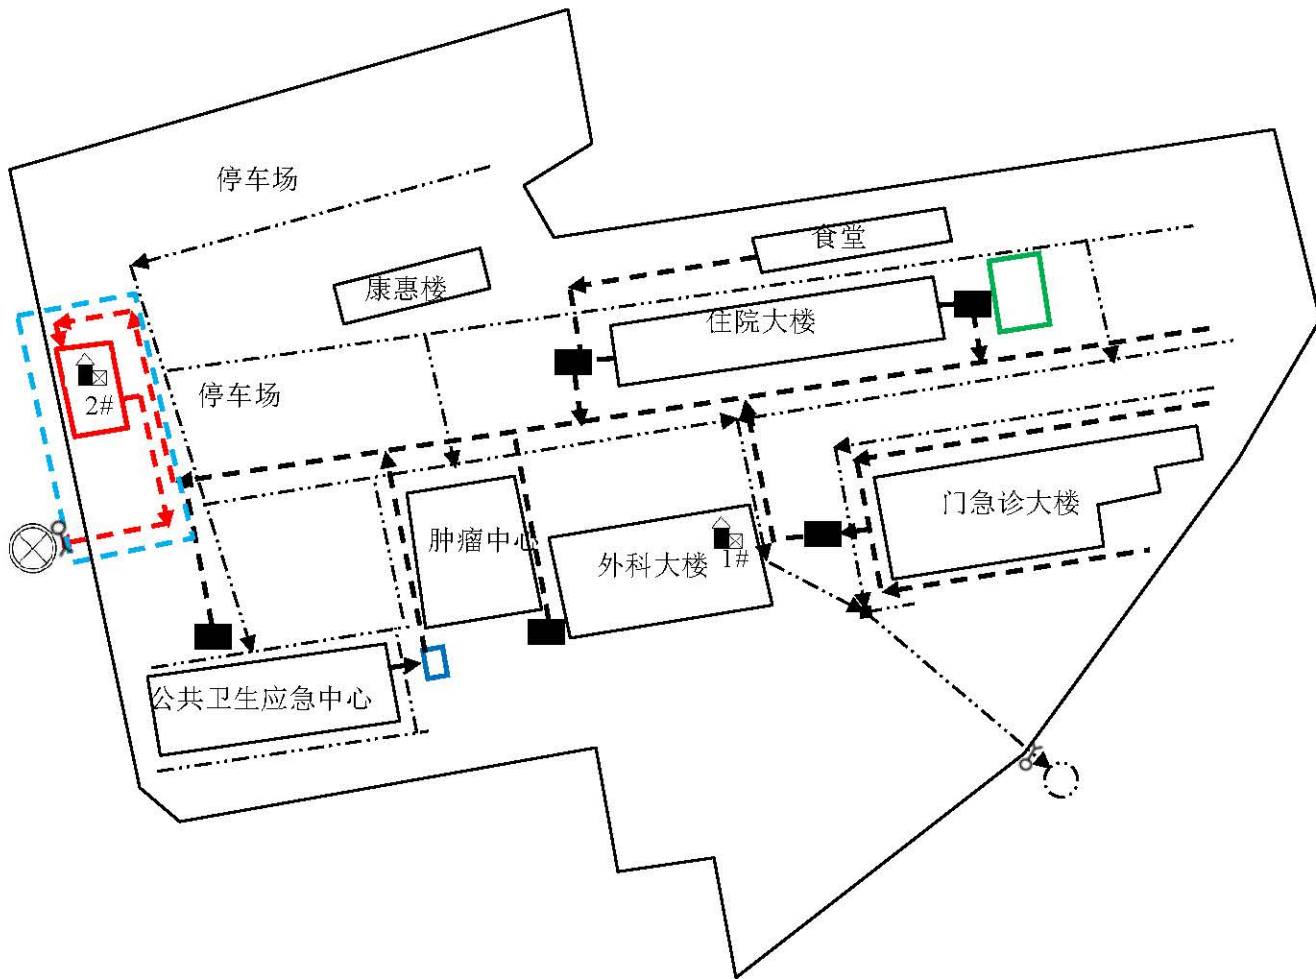 停车场
食堂
康惠楼
住院大楼
停车场
2#
门急诊大楼
肿瘤中心
外科大楼
1#
公共卫生应急中心